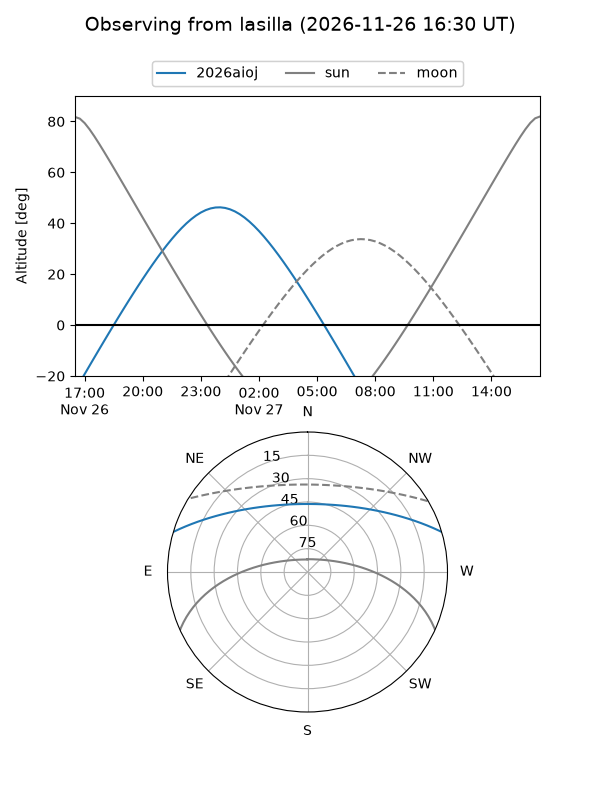 Observing from lasilla (2026-11-26 16:30 UT)
2026aioj sun moon
Altitude [deg]
80
60
40
20
0
−20
17:00 20:00 23:00 02:00 05:00 08:00 11:00 14:00
Nov 26 Nov 27
N
NE NW
15
30
45
60
75
E W
SE SW
S